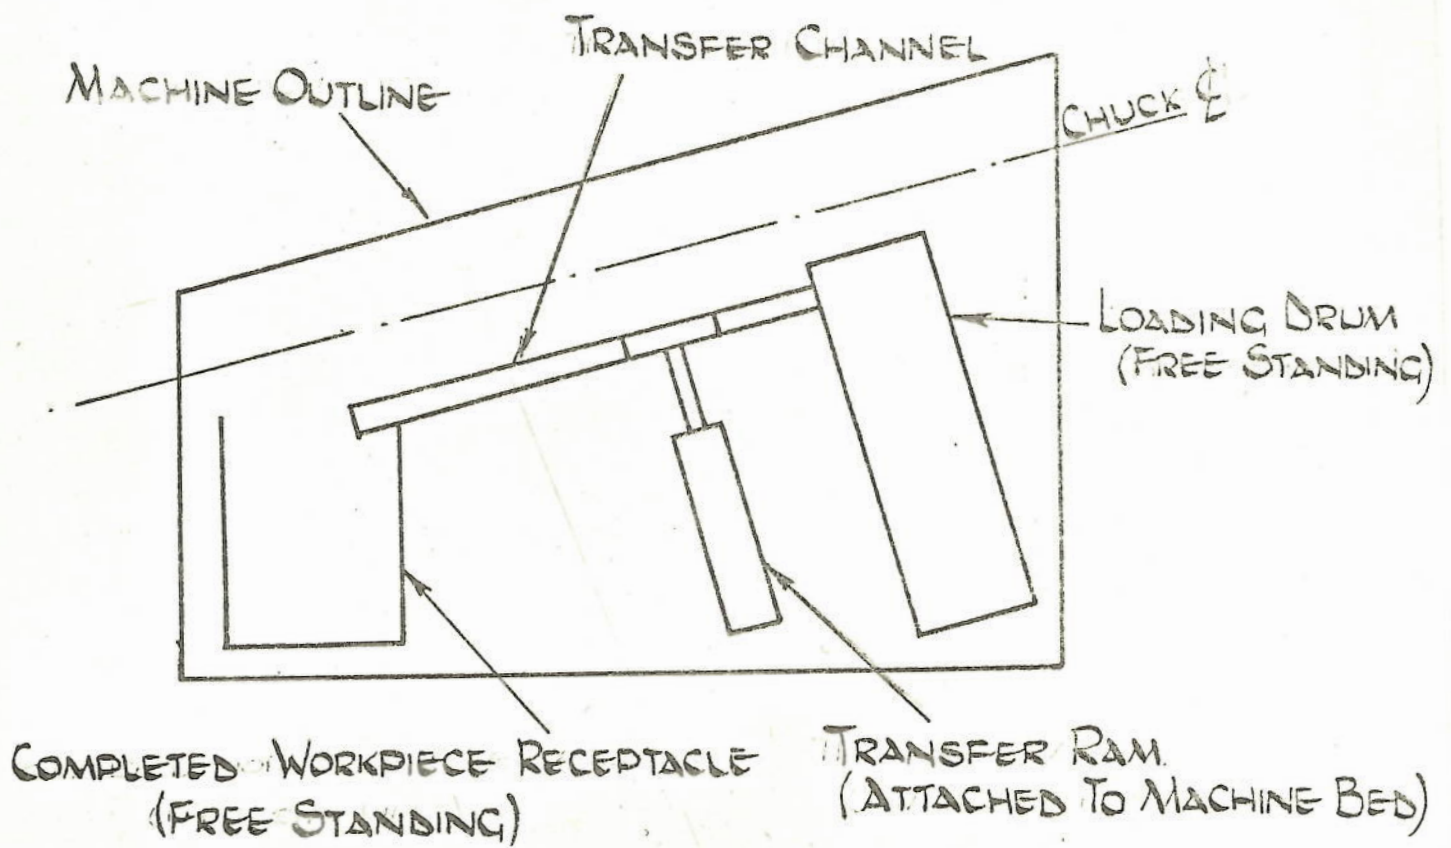 TRANSFER CHANNEL
MACHINE OUTLINE
CHUCK ℄
LOADING DRUM
(FREE STANDING)
COMPLETED WORKPIECE RECEPTACLE
(FREE STANDING)
TRANSFER RAM
(ATTACHED TO MACHINE BED)